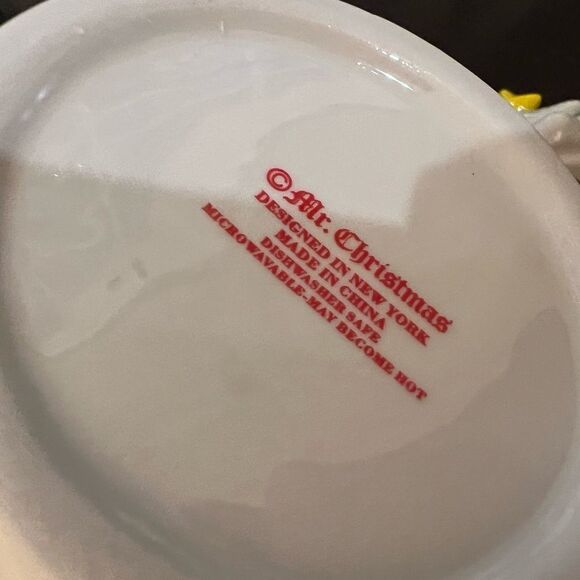 © Mr. Christmas
DESIGNED IN NEW YORK
MADE IN CHINA
DISHWASHER SAFE
MICROWAVABLE-MAY BECOME HOT